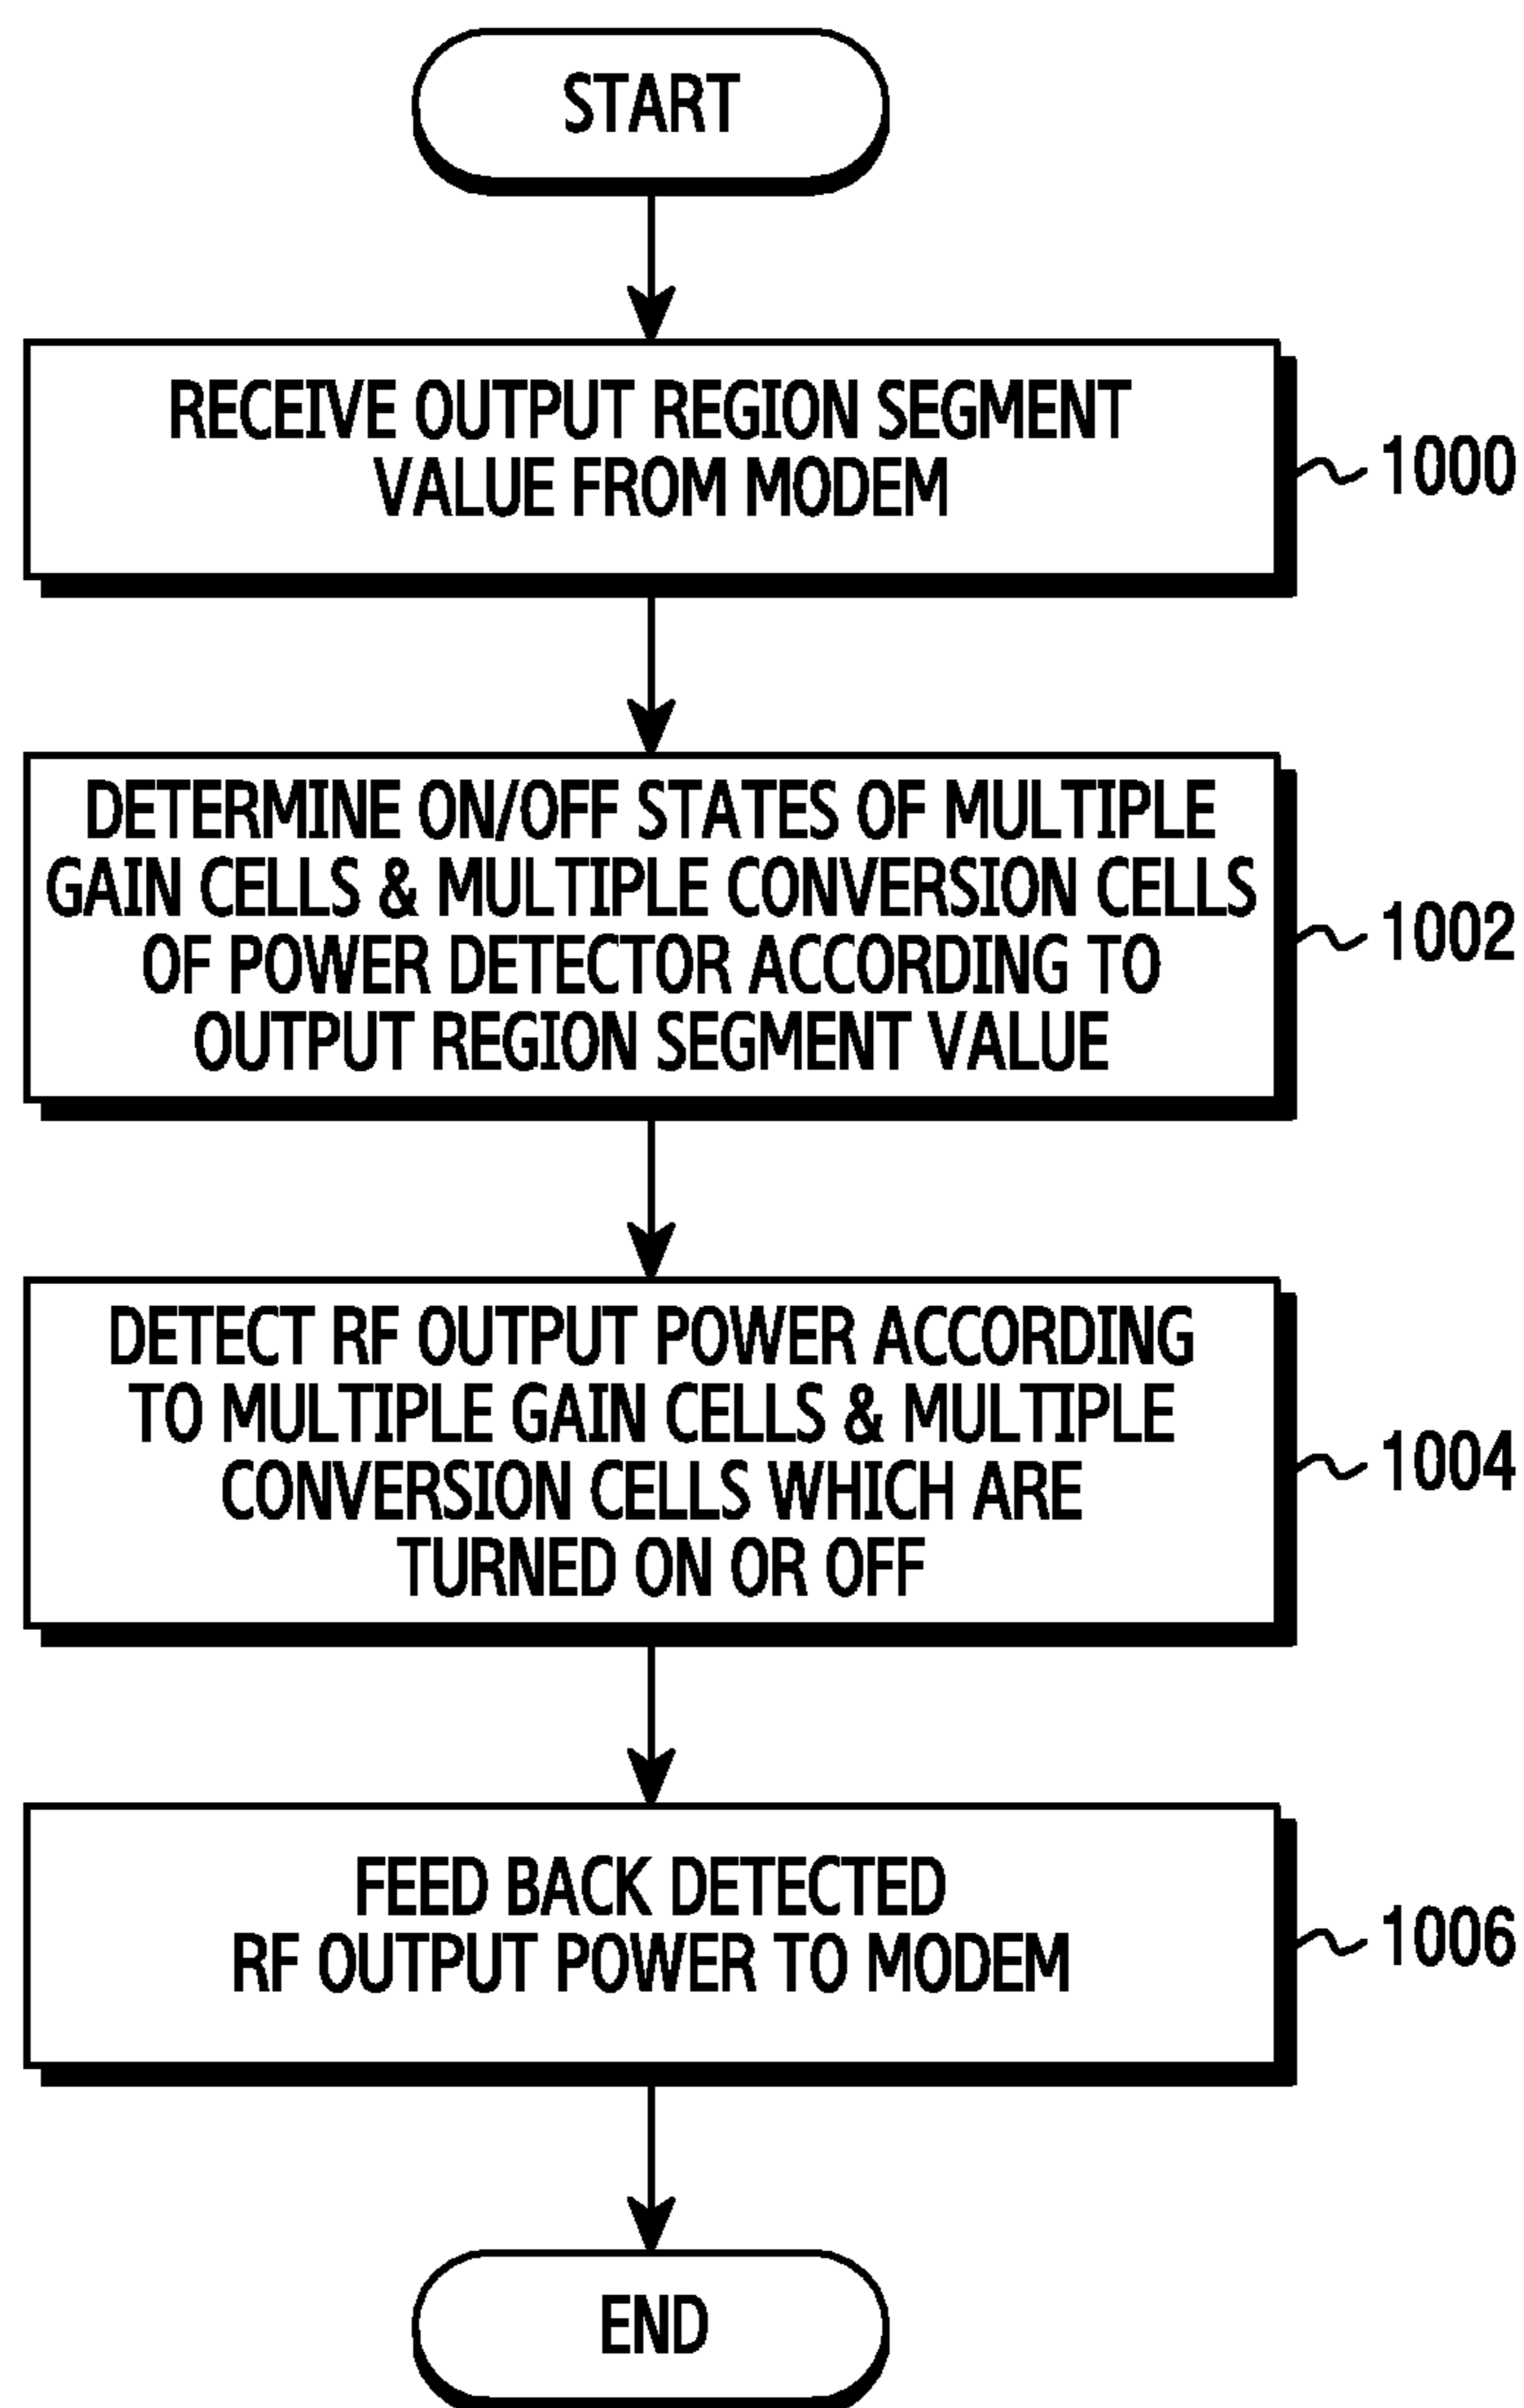 START
RECEIVE OUTPUT REGION SEGMENT
VALUE FROM MODEM
1000
DETERMINE ON/OFF STATES OF MULTIPLE
GAIN CELLS & MULTIPLE CONVERSION CELLS
OF POWER DETECTOR ACCORDING TO
OUTPUT REGION SEGMENT VALUE
1002
DETECT RF OUTPUT POWER ACCORDING
TO MULTIPLE GAIN CELLS & MULTIPLE
CONVERSION CELLS WHICH ARE
TURNED ON OR OFF
1004
FEED BACK DETECTED
RF OUTPUT POWER TO MODEM
1006
END